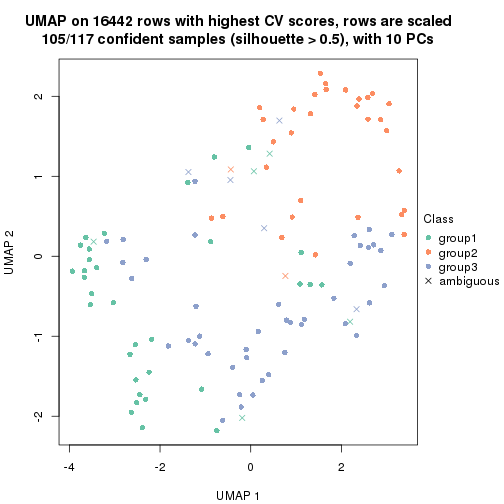 UMAP on 16442 rows with highest CV scores, rows are scaled
105/117 confident samples (silhouette > 0.5), with 10 PCs
2
1
0
-1
-2
UMAP 2
-4
-2
0
2
UMAP 1
Class
group1
group2
group3
ambiguous